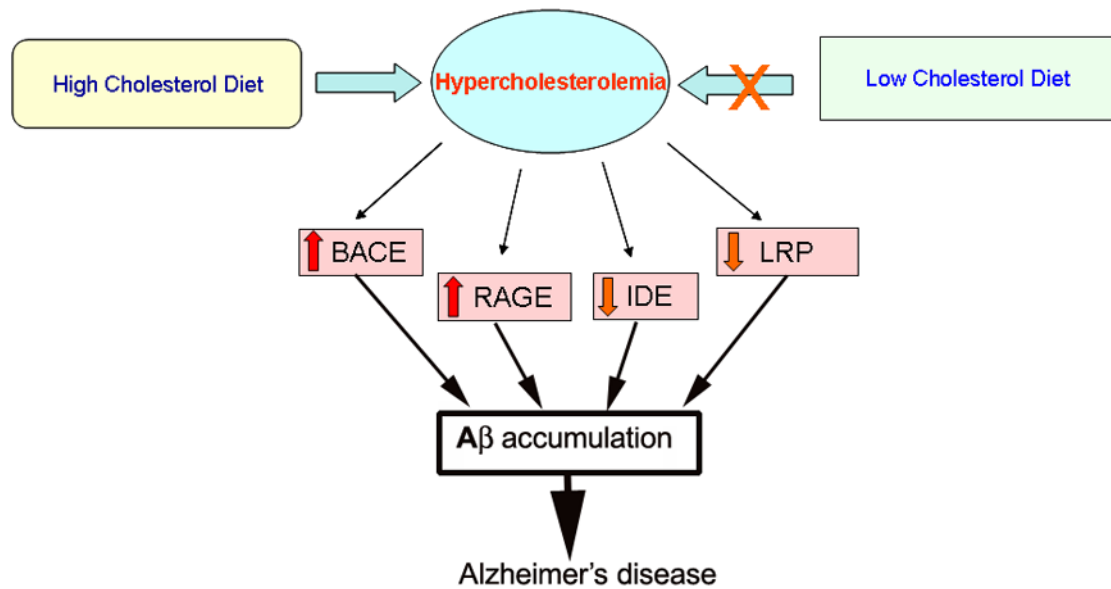 High Cholesterol Diet
Hypercholesterolemia
Low Cholesterol Diet
BACE
RAGE
IDE
LRP
Aβ accumulation
Alzheimer's disease